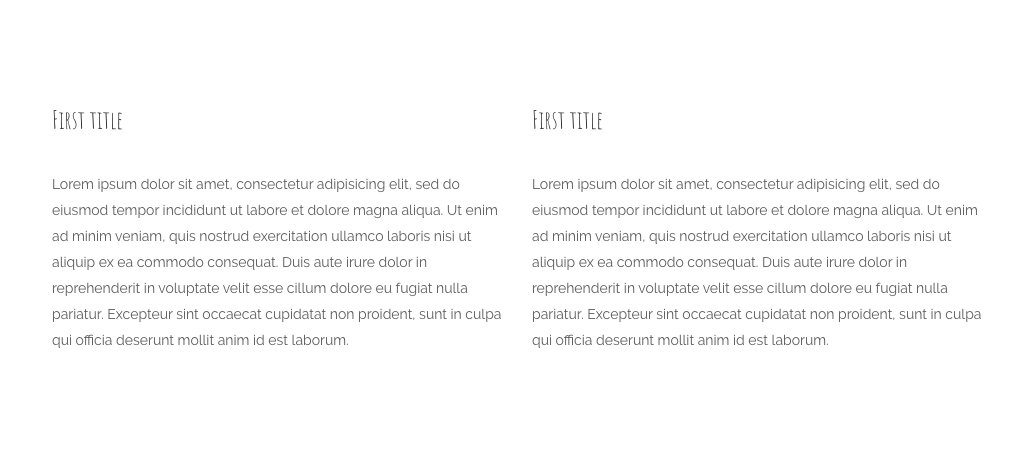 First title
Lorem ipsum dolor sit amet, consectetur adipisicing elit, sed do
eiusmod tempor incididunt ut labore et dolore magna aliqua. Ut enim
ad minim veniam, quis nostrud exercitation ullamco laboris nisi ut
aliquip ex ea commodo consequat. Duis aute irure dolor in
reprehenderit in voluptate velit esse cillum dolore eu fugiat nulla
pariatur. Excepteur sint occaecat cupidatat non proident, sunt in culpa
qui officia deserunt mollit anim id est laborum.
First title
Lorem ipsum dolor sit amet, consectetur adipisicing elit, sed do
eiusmod tempor incididunt ut labore et dolore magna aliqua. Ut enim
ad minim veniam, quis nostrud exercitation ullamco laboris nisi ut
aliquip ex ea commodo consequat. Duis aute irure dolor in
reprehenderit in voluptate velit esse cillum dolore eu fugiat nulla
pariatur. Excepteur sint occaecat cupidatat non proident, sunt in culpa
qui officia deserunt mollit anim id est laborum.